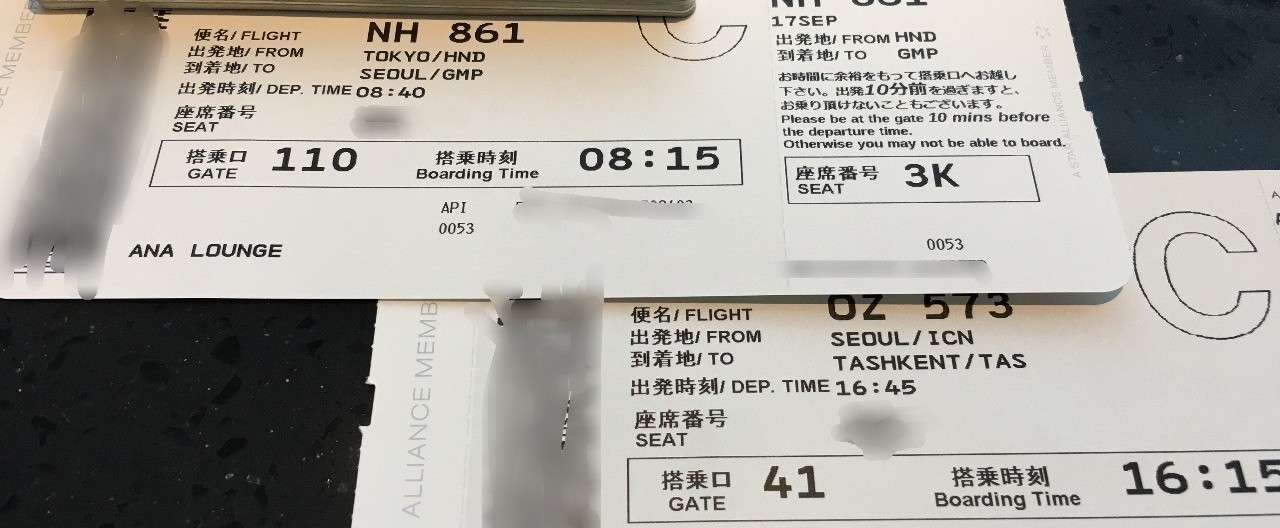 便名/ FLIGHT NH 861
出発地/ FROM TOKYO/HND
到着地/ TO SEOUL/GMP
出発時刻/ DEP. TIME 08:40
座席番号
SEAT
搭乗口 110 搭乗時刻 08:15
GATE Boarding Time
API
0053
ANA LOUNGE
C
17SEP
出発地/ FROM HND
到着地/ TO GMP
お時間に余裕をもって搭乗口へお越し
下さい。出発10分前を過ぎますと、
お乗り頂けないこともございます。
Please be at the gate 10 mins before
the departure time.
Otherwise you may not be able to board.
座席番号 3K
SEAT
0053
A STAR ALLIANCE MEMBER
便名/ FLIGHT OZ 573
出発地/ FROM SEOUL/ICN
到着地/ TO TASHKENT/TAS
出発時刻/ DEP. TIME 16:45
座席番号
SEAT
搭乗口 41 搭乗時刻 16:15
GATE Boarding Time
C
ALLIANCE MEMB